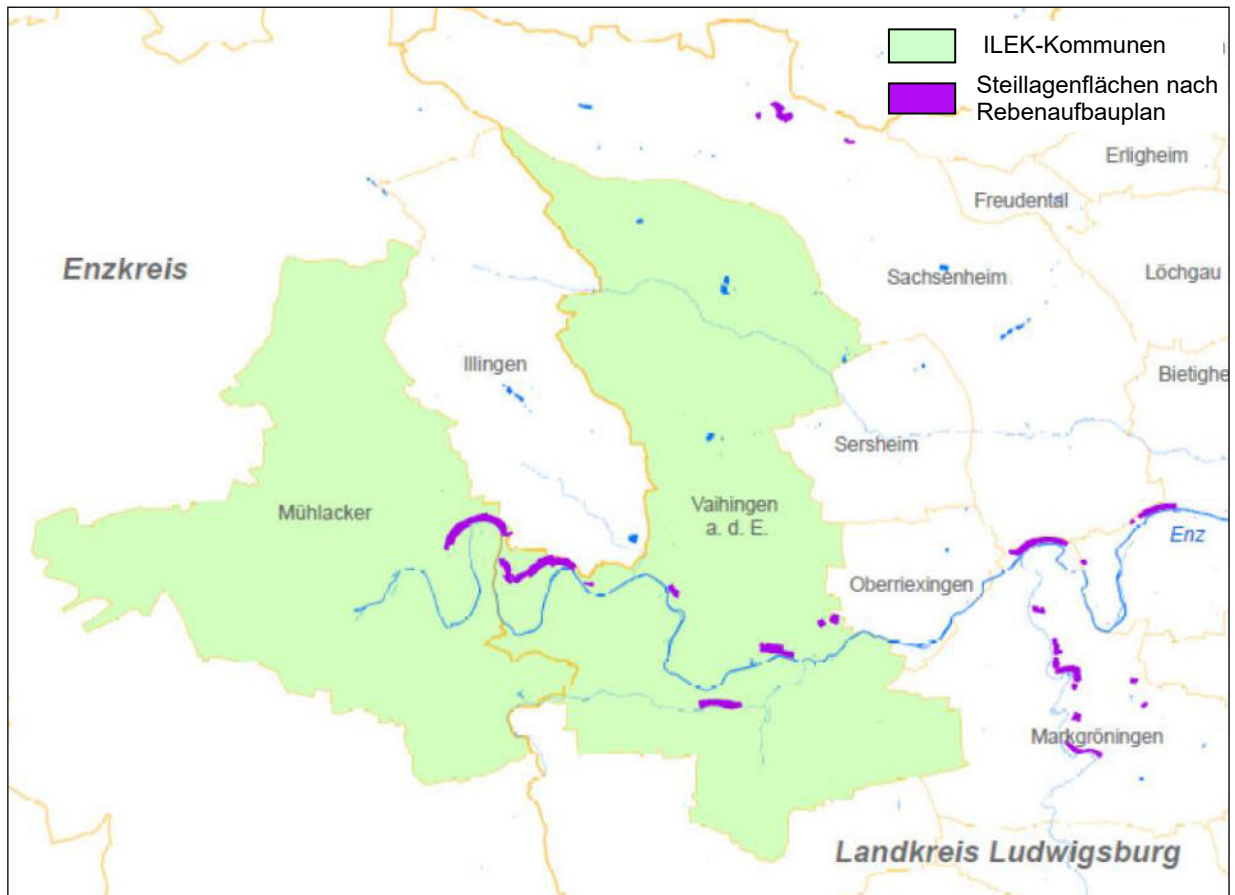 ILEK-Kommunen
Steillagenflächen nach
Rebenaufbauplan
Erligheim
Freudental
Enzkreis
Sachsenheim
Löchgau
Illingen
Bietighe
Sersheim
Mühlacker
Vaihingen
a. d. E.
Enz
Oberriexingen
Markgröningen
Landkreis Ludwigsburg